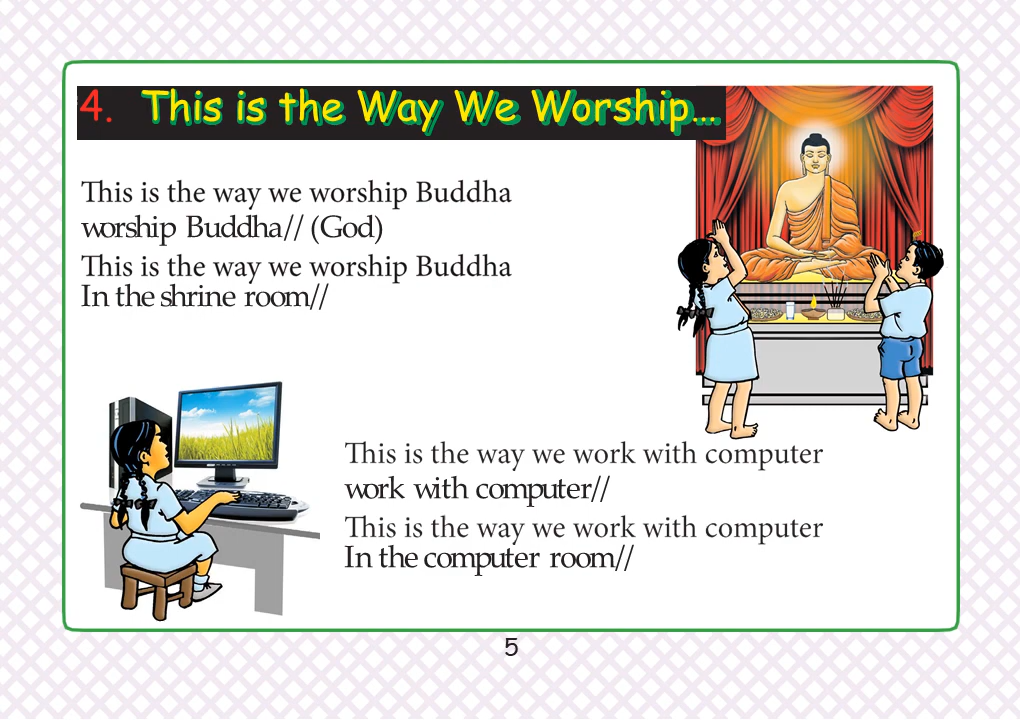 4. This is the Way We Worship...
This is the way we worship Buddha
worship Buddha// (God)
This is the way we worship Buddha
In the shrine room//
This is the way we work with computer
work with computer//
This is the way we work with computer
In the computer room//
5